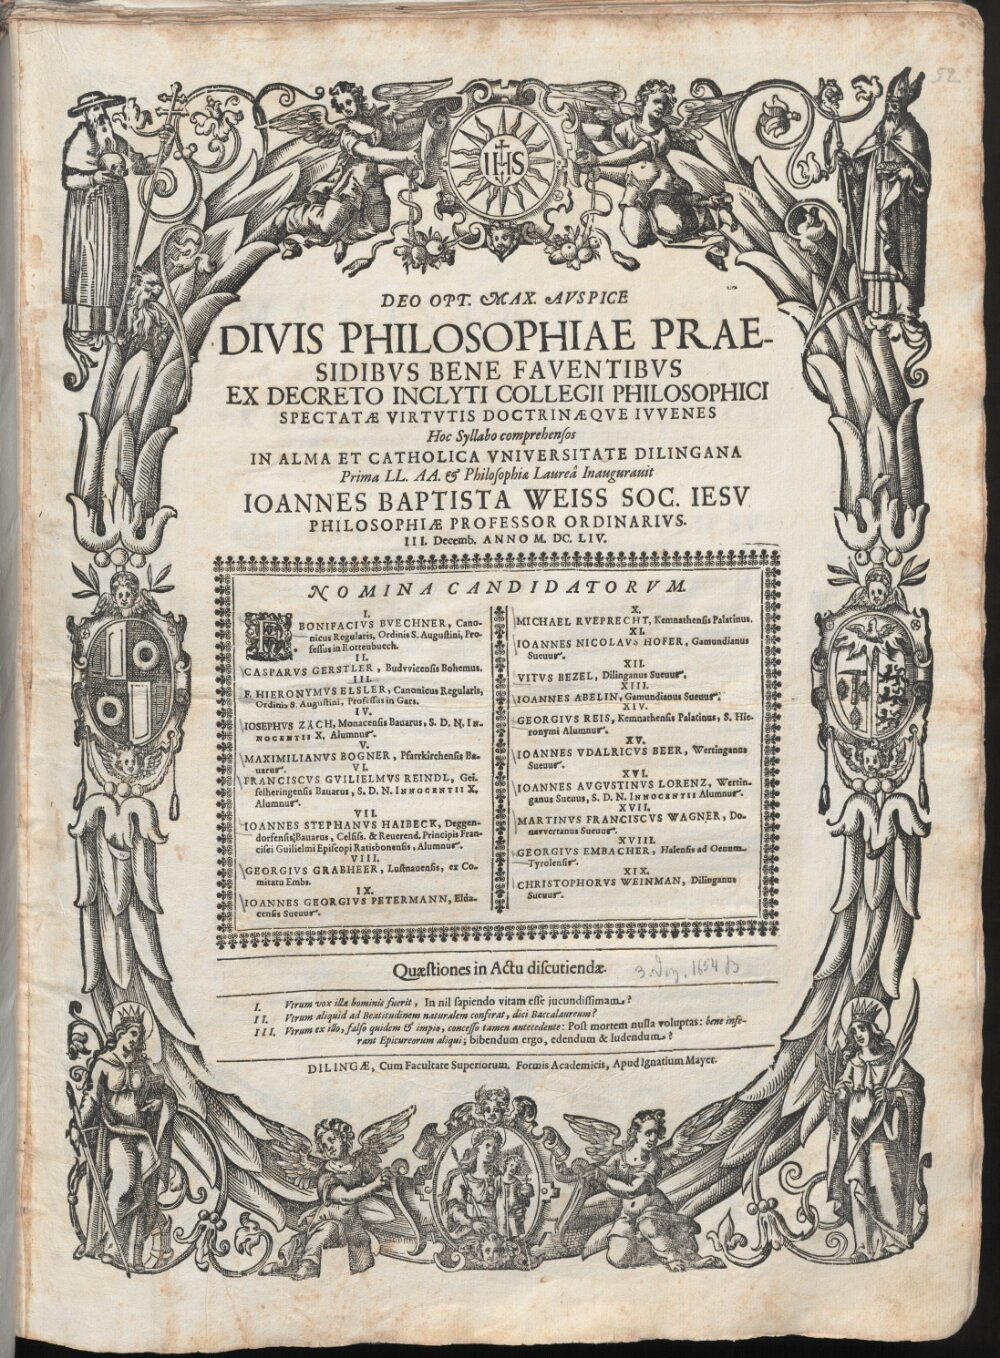 52
IHS
DEO OPT. MAX. AVSPICE
DIVIS PHILOSOPHIAE PRAE-
SIDIBVS BENE FAVENTIBVS
EX DECRETO INCLYTI COLLEGII PHILOSOPHICI
SPECTATÆ VIRTVTIS DOCTRINÆQVE IVVENES
Hoc Syllabo comprehensos
IN ALMA ET CATHOLICA VNIVERSITATE DILINGANA
Prima LL. AA. & Philosophiæ Laureâ Inauguravit
IOANNES BAPTISTA WEISS SOC. IESV
PHILOSOPHIÆ PROFESSOR ORDINARIVS.
III. Decemb. ANNO M. DC. LIV.
NOMINA CANDIDATORVM.
I.
F. BONIFACIVS BVECHNER, Cano-
nicus Regularis, Ordinis S. Augustini, Pro-
fessus in Rottenbuech.
II.
CASPARVS GERSTLER, Budvvicensis Bohemus.
III.
F. HIERONYMVS ELSLER, Canonicus Regularis,
Ordinis S. Augustini, Professus in Gars.
IV.
IOSEPHVS ZÄCH, Monacensis Bavarus, S. D. N. IN-
NOCENTII X. Alumnus.
V.
MAXIMILIANVS BOGNER, Pfarrkirchensis Ba-
uarus.
VI.
FRANCISCVS GVILIELMVS REINDL, Gei-
selheringensis Bavarus, S. D. N. INNOCENTII X.
Alumnus.
VII.
IOANNES STEPHANVS HAIBECK, Deggen-
dorfensis, Bavarus, Celsis. & Reuerend. Principis Fran-
cisci Guilielmi Episcopi Ratisbonensis, Alumnus.
VIII.
GEORGIVS GRABHEER, Lustnauensis, ex Co-
mitatu Embs.
IX.
IOANNES GEORGIVS PETERMANN, Elua-
censis Sueuus.
X.
MICHAEL RVEPRECHT, Kemnathensis Palatinus.
XI.
IOANNES NICOLAVS HOFER, Gamundianus
Sueuus.
XII.
VITVS BEZEL, Dilinganus Sueuus.
XIII.
IOANNES ABELIN, Gamundianus Sueuus.
XIV.
GEORGIVS REIS, Kemnathensis Palatinus, S. Hie-
ronymi Alumnus.
XV.
IOANNES VDALRICVS BEER, Wertinganus
Sueuus.
XVI.
IOANNES AVGVSTINVS LORENZ, Wertin-
ganus Sueuus, S. D. N. INNOCENTII Alumnus.
XVII.
MARTINVS FRANCISCVS WAGNER, Do-
nauvertanus Sueuus.
XVIII.
GEORGIVS EMBACHER, Halensis ad Oenum
Tyrolensis.
XIX.
CHRISTOPHORVS WEINMAN, Dilinganus
Sueuus.
Quæstiones in Actu discutiendæ.
3. Dez. 1654
I. Vtrum vox illa hominis fuerit, In nil sapiendo vitam esse jucundissimam?
II. Vtrum aliquid ad Beatitudinem naturalem conferat, dici Baccalaureum?
III. Vtrum ex illo, falso quidem & impio, concesso tamen antecedente: Post mortem nulla voluptas: bene infe-
rant Epicureorum aliqui; bibendum ergo, edendum & ludendum?
DILINGÆ, Cum Facultate Superiorum. Formis Academicis, Apud Ignatium Mayer.